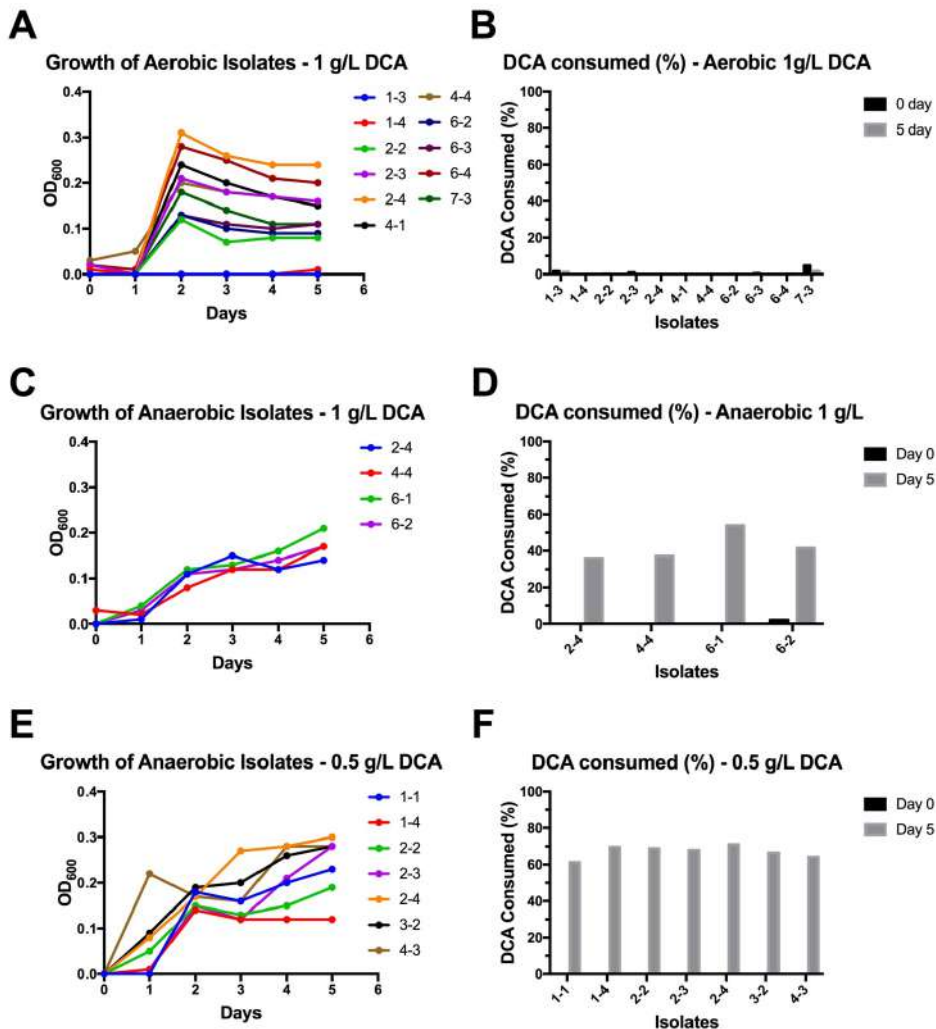 A
Growth of Aerobic Isolates - 1 g/L DCA
OD600
0.4
0.3
0.2
0.1
0.0
0 1 2 3 4 5 6
Days
1-3
1-4
2-2
2-3
2-4
4-1
4-4
6-2
6-3
6-4
7-3
B
DCA consumed (%) - Aerobic 1g/L DCA
DCA Consumed (%)
100
80
60
40
20
0
1-3 1-4 2-2 2-3 2-4 4-1 4-4 6-2 6-3 6-4 7-3
Isolates
0 day
5 day
C
Growth of Anaerobic Isolates - 1 g/L DCA
OD600
0.4
0.3
0.2
0.1
0.0
0 1 2 3 4 5 6
Days
2-4
4-4
6-1
6-2
D
DCA consumed (%) - Anaerobic 1 g/L
DCA Consumed (%)
100
80
60
40
20
0
2-4 4-4 6-1 6-2
Isolates
Day 0
Day 5
E
Growth of Anaerobic Isolates - 0.5 g/L DCA
OD600
0.4
0.3
0.2
0.1
0.0
0 1 2 3 4 5 6
Days
1-1
1-4
2-2
2-3
2-4
3-2
4-3
F
DCA consumed (%) - 0.5 g/L DCA
DCA Consumed (%)
100
80
60
40
20
0
1-1 1-4 2-2 2-3 2-4 3-2 4-3
Isolates
Day 0
Day 5